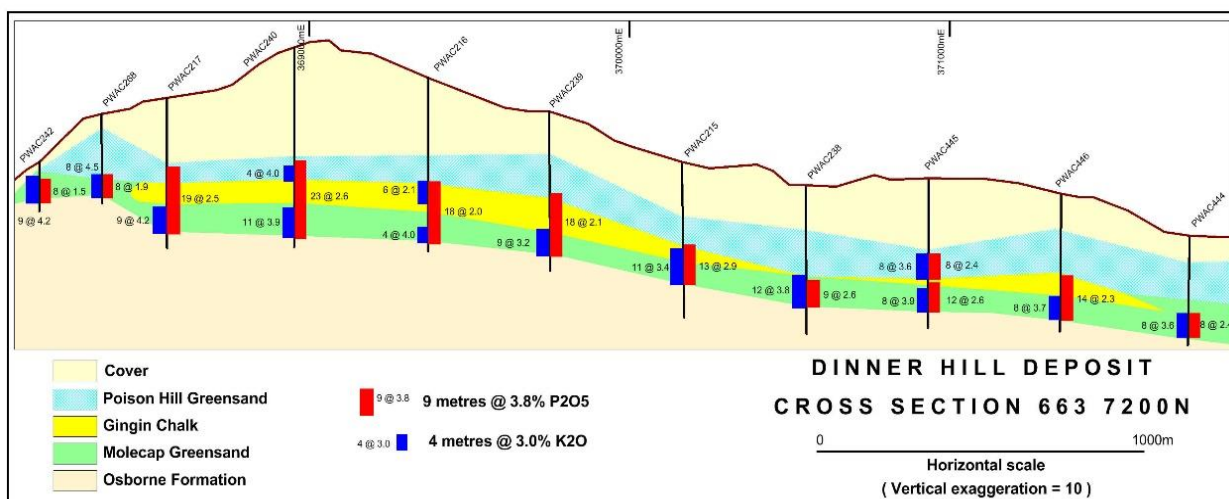 369000mE
370000mE
371000mE
PWAC242
PWAC268
PWAC217
PWAC240
PWAC216
PWAC239
PWAC215
PWAC238
PWAC445
PWAC446
PWAC444
8 @ 4.5
8 @ 1.5
8 @ 1.9
9 @ 4.2
9 @ 4.2
19 @ 2.5
4 @ 4.0
23 @ 2.6
11 @ 3.9
6 @ 2.1
18 @ 2.0
4 @ 4.0
18 @ 2.1
9 @ 3.2
11 @ 3.4
13 @ 2.9
12 @ 3.8
9 @ 2.6
8 @ 3.6
8 @ 2.4
8 @ 3.9
12 @ 2.6
8 @ 3.7
14 @ 2.3
8 @ 3.6
8 @ 2.4
Cover
Poison Hill Greensand
Gingin Chalk
Molecap Greensand
Osborne Formation
9 @ 3.8
9 metres @ 3.8% P2O5
4 @ 3.0
4 metres @ 3.0% K2O
DINNER HILL DEPOSIT
CROSS SECTION 663 7200N
0
1000m
Horizontal scale
( Vertical exaggeration = 10 )